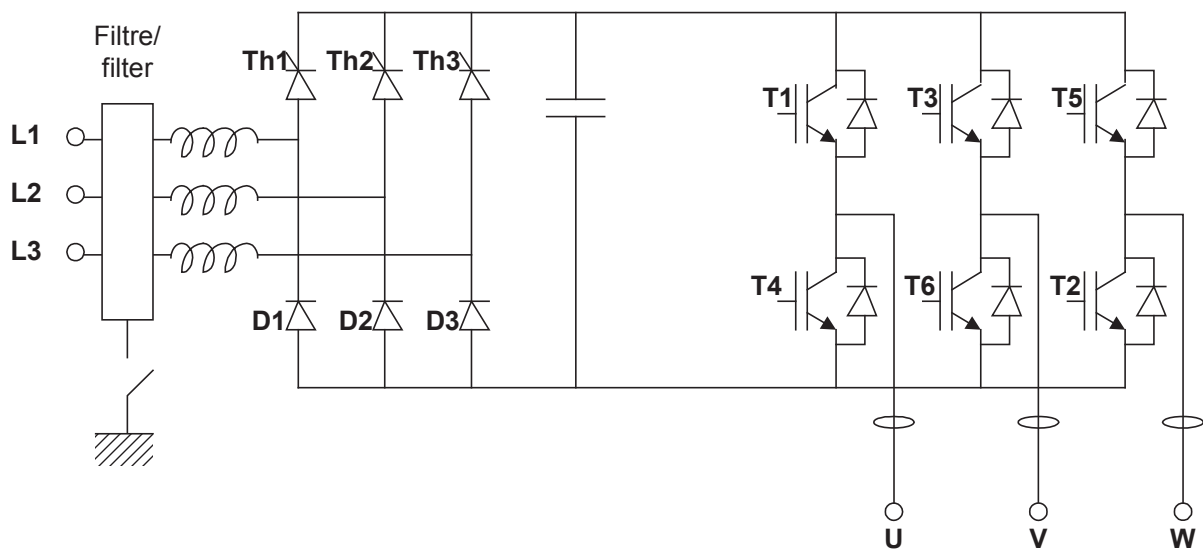 Filtre/
filter
Th1 Th2 Th3
T1 T3 T5
L1
L2
L3
T4 T6 T2
D1 D2 D3
U V W